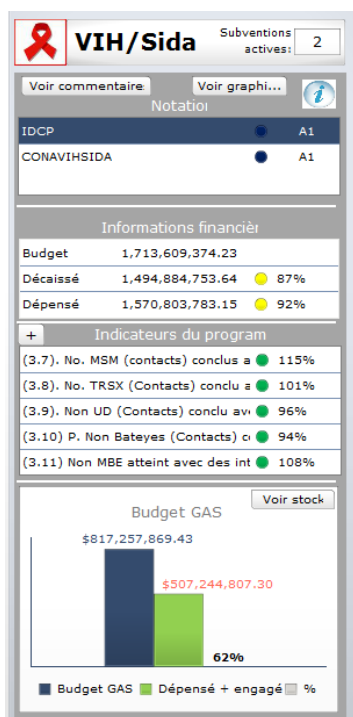 VIH/Sida
Subventions
actives:
2
Voir commentaire
Voir graphi...
Notation
IDCP A1
CONAVIHSIDA A1
Informations financièr
Budget 1,713,609,374.23
Décaissé 1,494,884,753.64 87%
Dépensé 1,570,803,783.15 92%
+ Indicateurs du program
(3.7). No. MSM (contacts) conclus a 115%
(3.8). No. TRSX (Contacts) conclu a 101%
(3.9). Non UD (Contacts) conclu ave 96%
(3.10) P. Non Bateyes (Contacts) co 94%
(3.11) Non MBE atteint avec des int 108%
Voir stock
Budget GAS
$817,257,869.43
$507,244,807.30
62%
Budget GAS Dépensé + engagé %